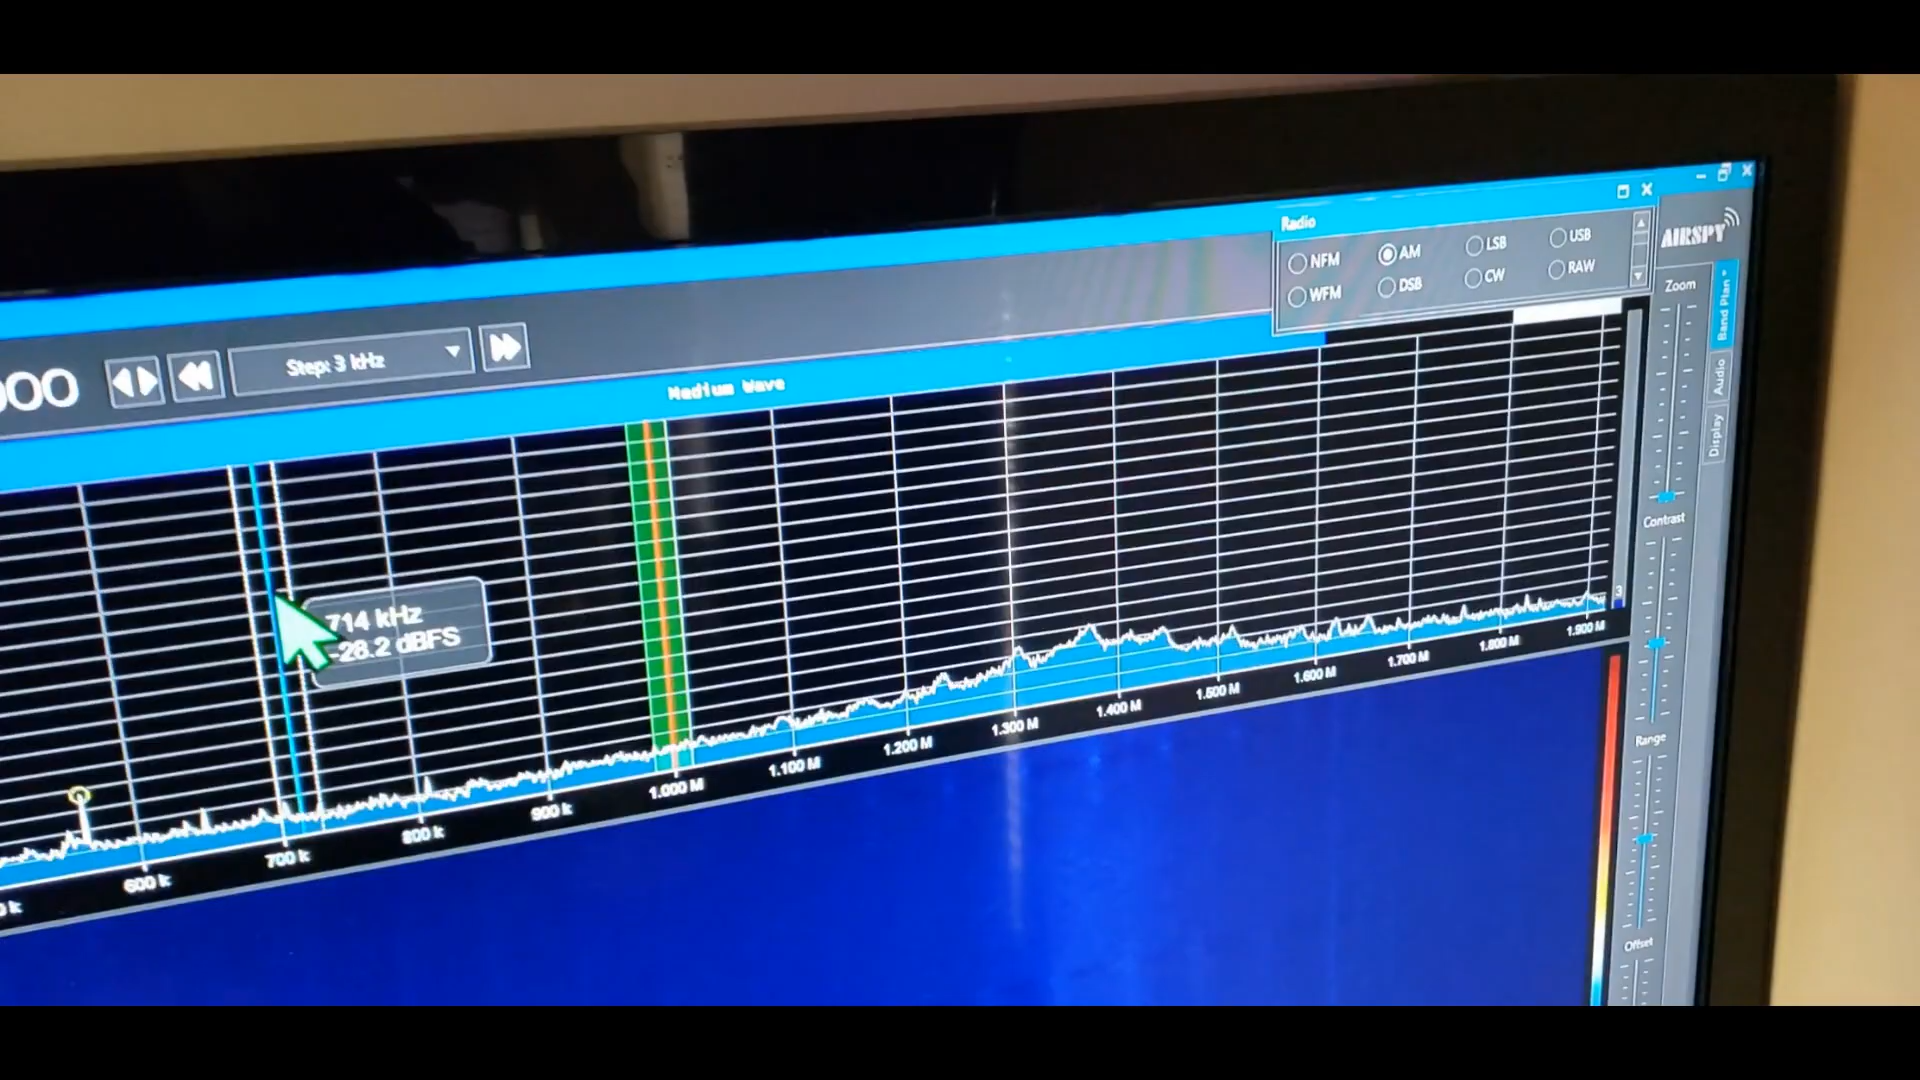 Radio
AIRSPY
NFM AM LSB USB
WFM DSB CW RAW
Zoom
Band Plan *
Audio
Display
000
Step: 3 kHz
Medium Wave
714 kHz
-28.2 dBFS
Contrast
3
600 k 700 k 800 k 900 k 1.000 M 1.100 M 1.200 M 1.300 M 1.400 M 1.500 M 1.600 M 1.700 M 1.800 M 1.900 M
Range
Offset